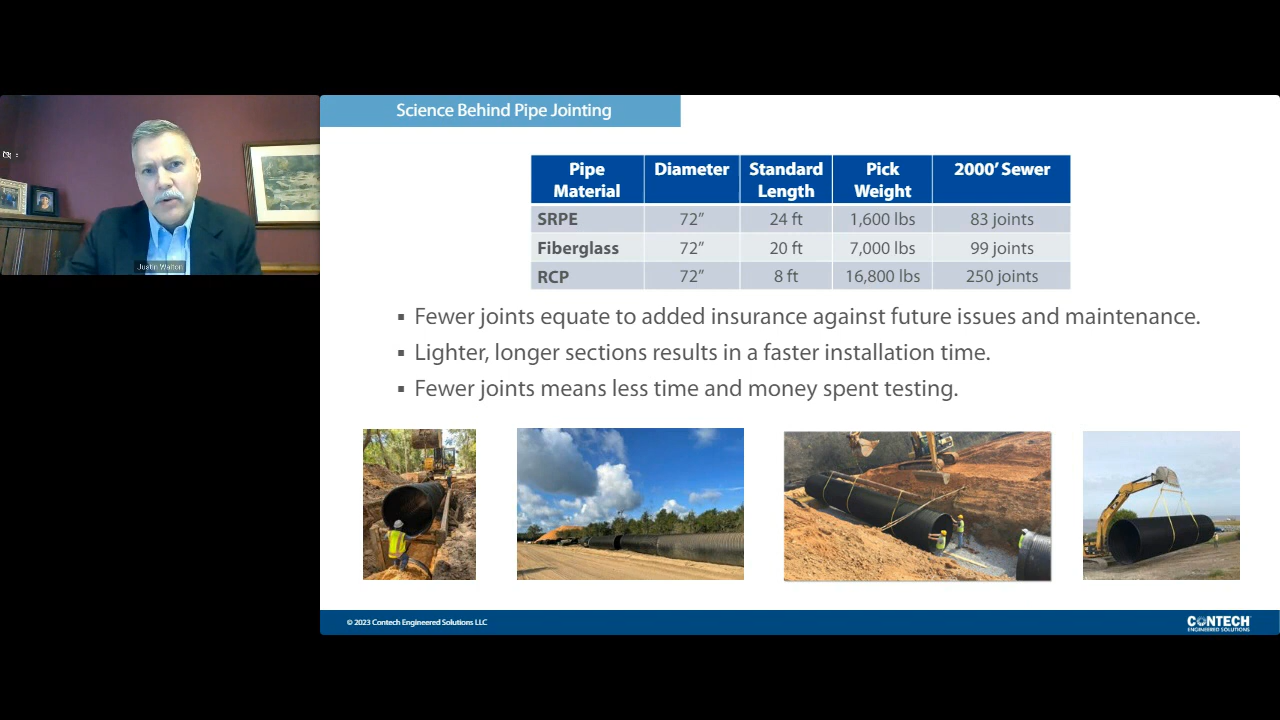 Science Behind Pipe Jointing
Pipe Material Diameter Standard Length Pick Weight 2000’ Sewer
SRPE 72” 24 ft 1,600 lbs 83 joints
Fiberglass 72” 20 ft 7,000 lbs 99 joints
RCP 72” 8 ft 16,800 lbs 250 joints
▪ Fewer joints equate to added insurance against future issues and maintenance.
▪ Lighter, longer sections results in a faster installation time.
▪ Fewer joints means less time and money spent testing.
Justin Walton
© 2023 Contech Engineered Solutions LLC
CONTECH
ENGINEERED SOLUTIONS